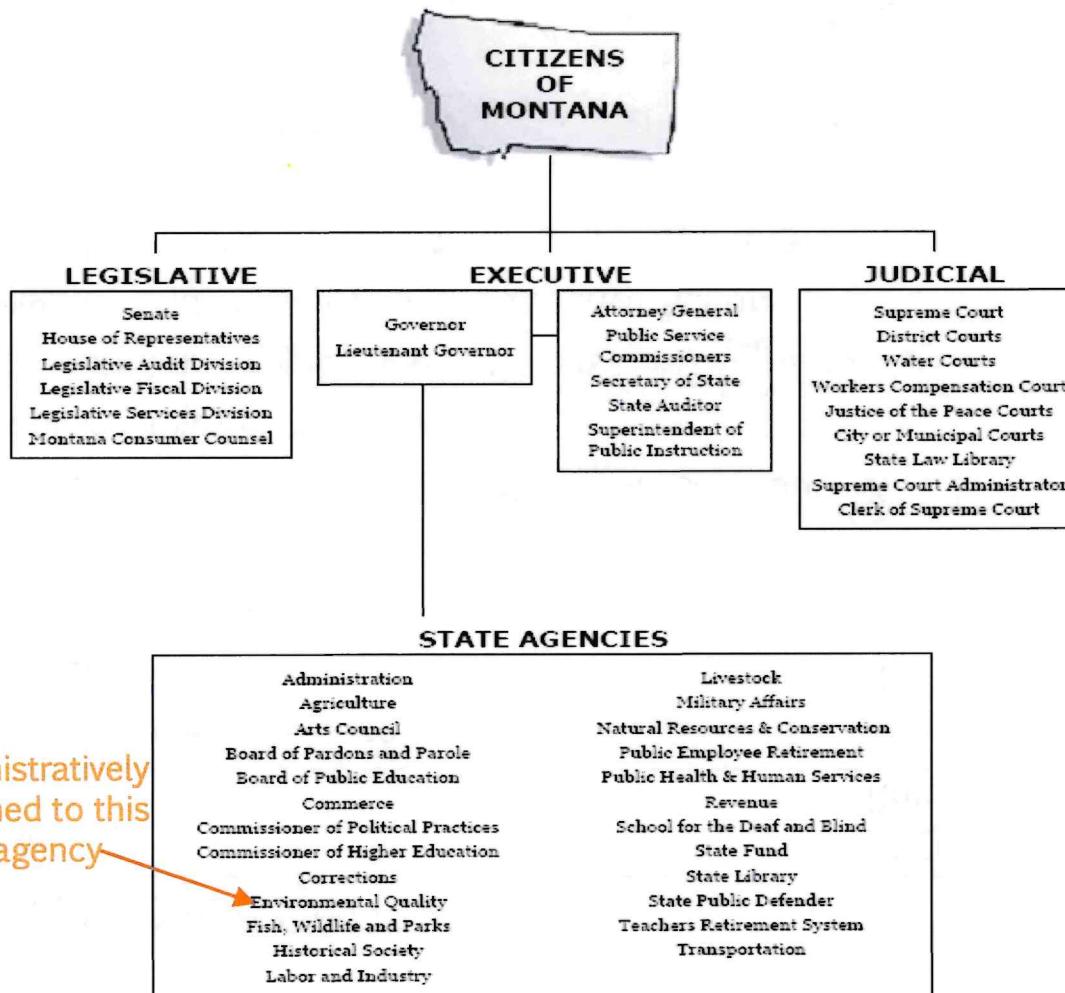 CITIZENS
OF
MONTANA
LEGISLATIVE
Senate
House of Representatives
Legislative Audit Division
Legislative Fiscal Division
Legislative Services Division
Montana Consumer Counsel
EXECUTIVE
Governor
Lieutenant Governor
Attorney General
Public Service
Commissioners
Secretary of State
State Auditor
Superintendent of
Public Instruction
JUDICIAL
Supreme Court
District Courts
Water Courts
Workers Compensation Court
Justice of the Peace Courts
City or Municipal Courts
State Law Library
Supreme Court Administrator
Clerk of Supreme Court
STATE AGENCIES
Administration
Agriculture
Arts Council
Board of Pardons and Parole
Board of Public Education
Commerce
Commissioner of Political Practices
Commissioner of Higher Education
Corrections
Environmental Quality
Fish, Wildlife and Parks
Historical Society
Labor and Industry
Livestock
Military Affairs
Natural Resources & Conservation
Public Employee Retirement
Public Health & Human Services
Revenue
School for the Deaf and Blind
State Fund
State Library
State Public Defender
Teachers Retirement System
Transportation
nistratively
ned to this
agency